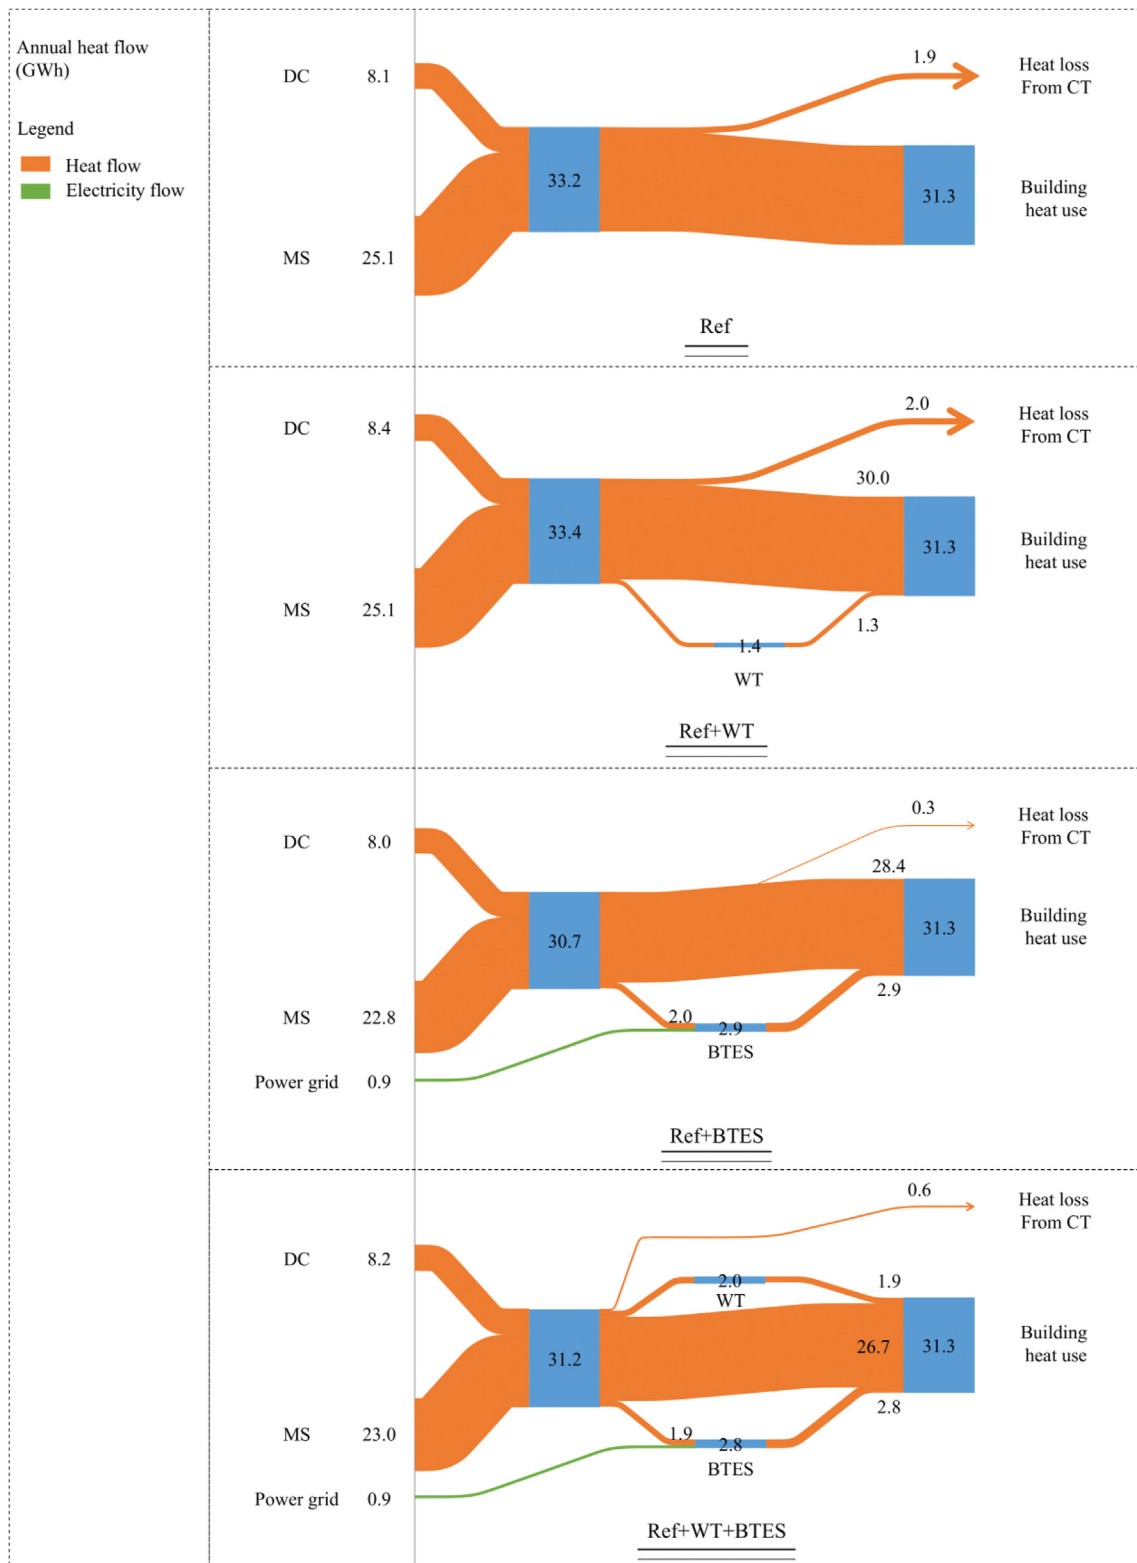 Annual heat flow
(GWh)
Legend
Heat flow
Electricity flow
DC 8.1
1.9
Heat loss
From CT
33.2
31.3
Building
heat use
MS 25.1
Ref
DC 8.4
2.0
Heat loss
From CT
30.0
33.4
31.3
Building
heat use
MS 25.1
1.3
1.4
WT
Ref+WT
DC 8.0
0.3
Heat loss
From CT
28.4
30.7
31.3
Building
heat use
MS 22.8
2.0
2.9
2.9
BTES
Power grid 0.9
Ref+BTES
DC 8.2
0.6
Heat loss
From CT
2.0
WT
1.9
31.2
26.7
31.3
Building
heat use
MS 23.0
1.9
2.8
2.8
BTES
Power grid 0.9
Ref+WT+BTES